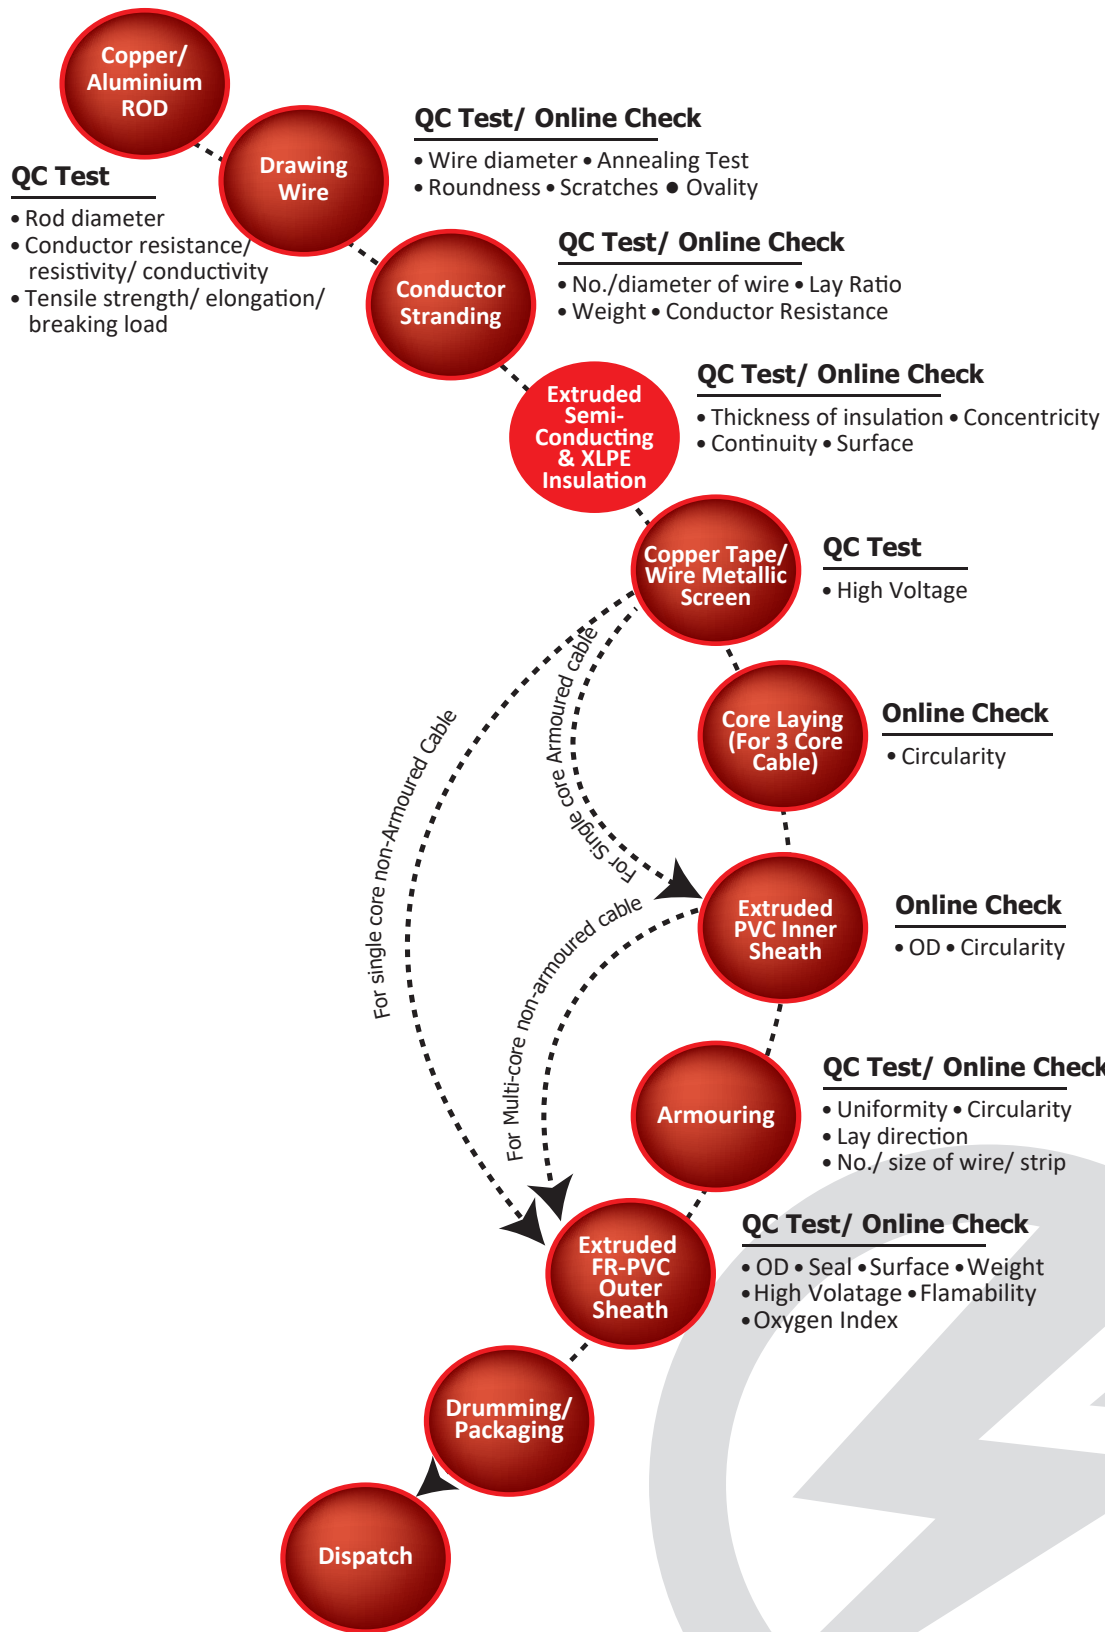 Copper/
Aluminium
ROD
QC Test
• Rod diameter
• Conductor resistance/
resistivity/ conductivity
• Tensile strength/ elongation/
breaking load
Drawing
Wire
QC Test/ Online Check
• Wire diameter • Annealing Test
• Roundness • Scratches ● Ovality
Conductor
Stranding
QC Test/ Online Check
• No./diameter of wire • Lay Ratio
• Weight • Conductor Resistance
Extruded
Semi-
Conducting
& XLPE
Insulation
QC Test/ Online Check
• Thickness of insulation • Concentricity
• Continuity • Surface
Copper Tape/
Wire Metallic
Screen
QC Test
• High Voltage
For single core non-Armoured Cable
For Single core Armoured cable
Core Laying
(For 3 Core
Cable)
Online Check
• Circularity
Extruded
PVC Inner
Sheath
Online Check
• OD • Circularity
For Multi-core non-armoured cable
Armouring
QC Test/ Online Check
• Uniformity • Circularity
• Lay direction
• No./ size of wire/ strip
Extruded
FR-PVC
Outer
Sheath
QC Test/ Online Check
• OD • Seal • Surface • Weight
• High Volatage • Flamability
• Oxygen Index
Drumming/
Packaging
Dispatch